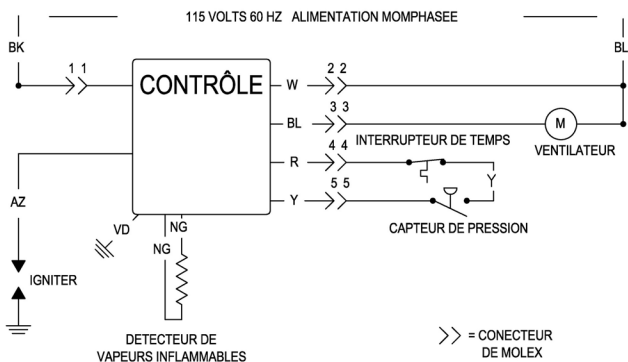 115 VOLTS 60 HZ ALIMENTATION MOMPHASEE
BK
BL
1 1
CONTRÔLE
W
2 2
BL
3 3
M
VENTILATEUR
INTERRUPTEUR DE TEMPS
R
4 4
Y
Y
5 5
CAPTEUR DE PRESSION
AZ
VD
NG
NG
IGNITER
DETECTEUR DE
VAPEURS INFLAMMABLES
= CONECTEUR
DE MOLEX